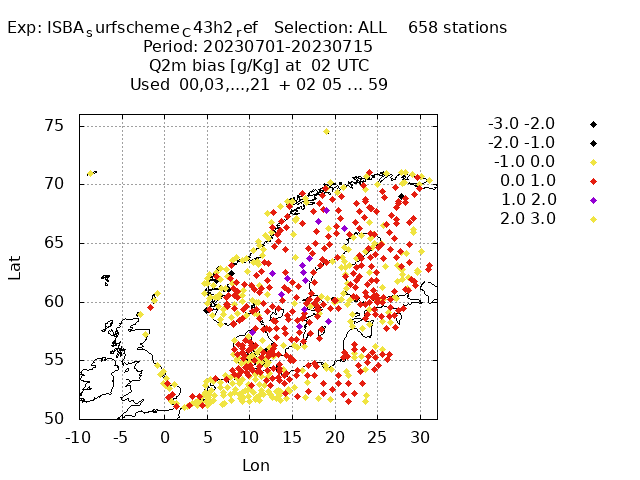 Exp: ISBAsurfschemeC43h2ref   Selection: ALL    658 stations
Period: 20230701-20230715
Q2m bias [g/Kg] at  02 UTC
Used  00,03,...,21  + 02 05 ... 59
-3.0 -2.0
-2.0 -1.0
-1.0 0.0
0.0 1.0
1.0 2.0
2.0 3.0
75
70
65
60
55
50
Lat
-10 -5 0 5 10 15 20 25 30
Lon